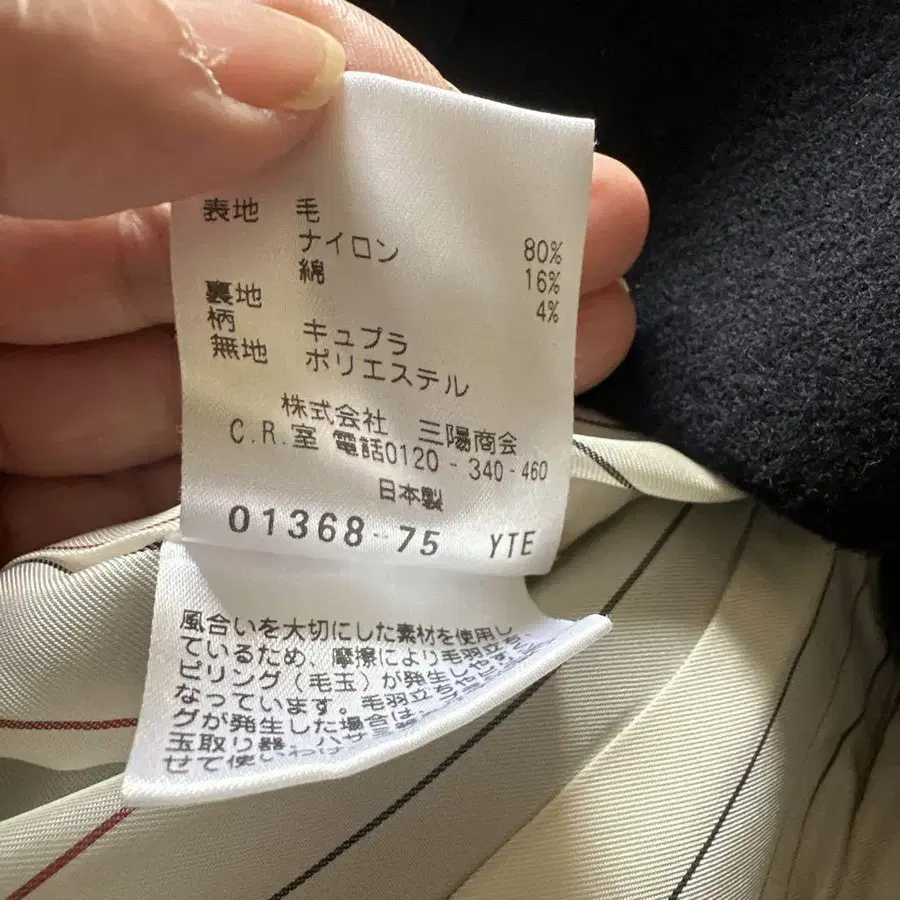 表地 毛 80%
ナイロン 16%
綿 4%
裏地
柄 キュプラ
無地 ポリエステル
株式会社 三陽商会
C.R.室 電話0120-340-460
日本製
01368-75 YTE
風合いを大切にした素材を使用し
ているため、摩擦により毛羽立ち
ピリング(毛玉)が発生しやす
なっています。毛羽立ちやピ
グが発生した場合は、
玉取り器、ハサミ
せて使い